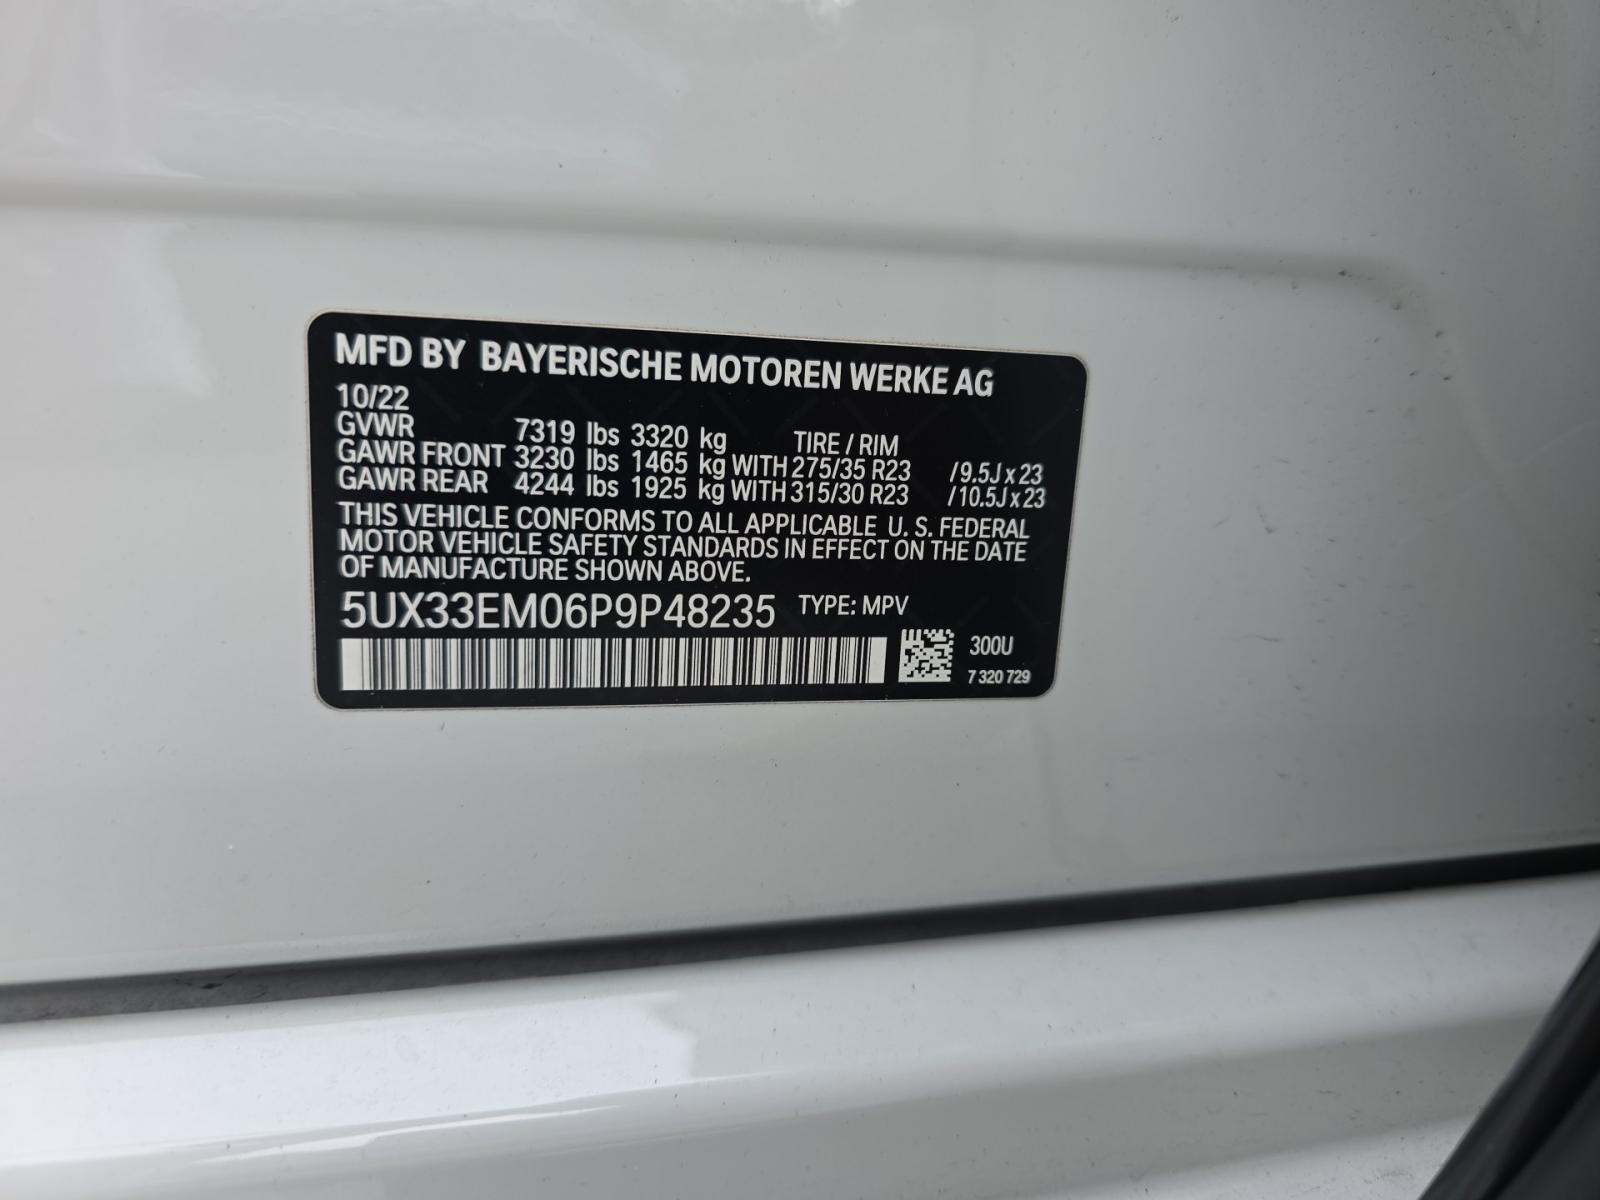 MFD BY BAYERISCHE MOTOREN WERKE AG
10/22
GVWR 7319 lbs 3320 kg TIRE / RIM
GAWR FRONT 3230 lbs 1465 kg WITH 275/35 R23 /9.5J x 23
GAWR REAR 4244 lbs 1925 kg WITH 315/30 R23 /10.5J x 23
THIS VEHICLE CONFORMS TO ALL APPLICABLE U. S. FEDERAL
MOTOR VEHICLE SAFETY STANDARDS IN EFFECT ON THE DATE
OF MANUFACTURE SHOWN ABOVE.
5UX33EM06P9P48235 TYPE: MPV
300U
7 320 729